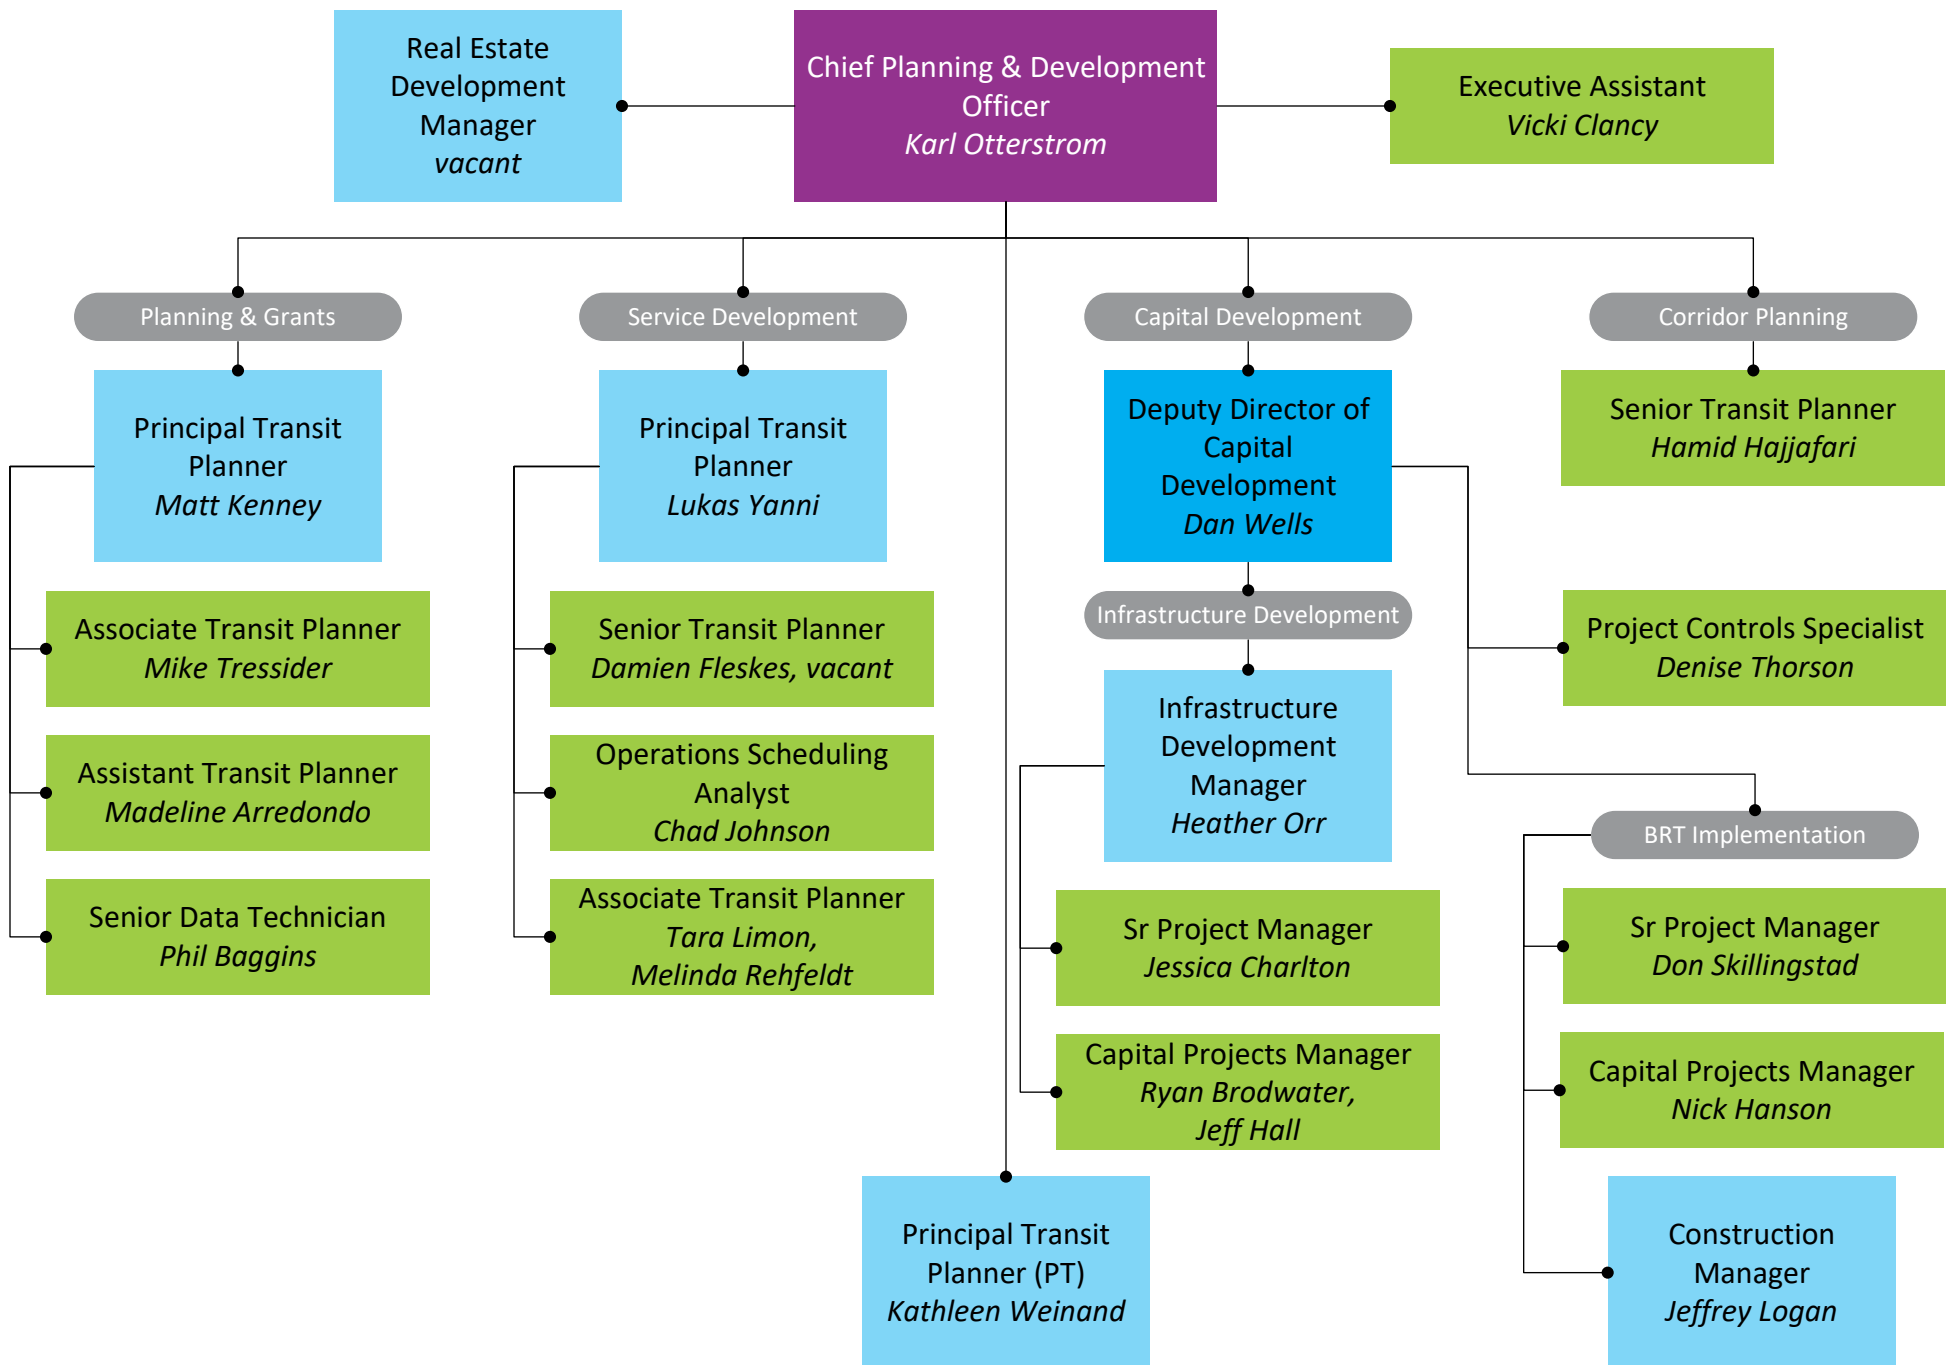 Real Estate
Development
Manager
vacant
Chief Planning & Development
Officer
Karl Otterstrom
Executive Assistant
Vicki Clancy
Planning & Grants
Service Development
Capital Development
Corridor Planning
Principal Transit
Planner
Matt Kenney
Principal Transit
Planner
Lukas Yanni
Deputy Director of
Capital
Development
Dan Wells
Senior Transit Planner
Hamid Hajjafari
Associate Transit Planner
Mike Tressider
Assistant Transit Planner
Madeline Arredondo
Senior Data Technician
Phil Baggins
Senior Transit Planner
Damien Fleskes, vacant
Operations Scheduling
Analyst
Chad Johnson
Associate Transit Planner
Tara Limon,
Melinda Rehfeldt
Infrastructure Development
Infrastructure
Development
Manager
Heather Orr
Sr Project Manager
Jessica Charlton
Capital Projects Manager
Ryan Brodwater,
Jeff Hall
Project Controls Specialist
Denise Thorson
BRT Implementation
Sr Project Manager
Don Skillingstad
Capital Projects Manager
Nick Hanson
Construction
Manager
Jeffrey Logan
Principal Transit
Planner (PT)
Kathleen Weinand